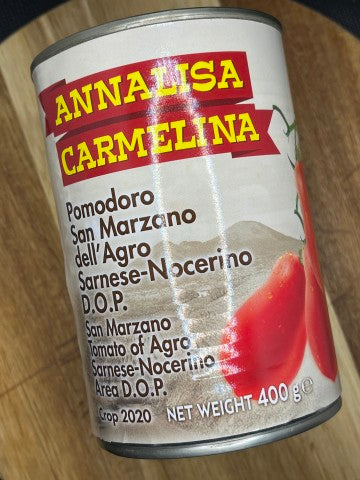 ANNALISA
CARMELINA
Pomodoro
San Marzano
dell'Agro
Sarnese-Nocerino
D.O.P.
San Marzano
Tomato of Agro
Sarnese-Nocerino
Area D.O.P.
Crop 2020
NET WEIGHT 400 g ℮